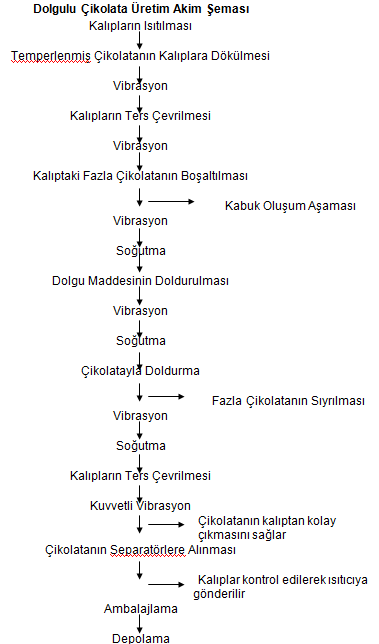 Dolgulu Çikolata Üretim Akim Şeması
Kalıpların Isıtılması
Temperlenmiş Çikolatanın Kalıplara Dökülmesi
Vibrasyon
Kalıpların Ters Çevrilmesi
Vibrasyon
Kalıptaki Fazla Çikolatanın Boşaltılması
Kabuk Oluşum Aşaması
Vibrasyon
Soğutma
Dolgu Maddesinin Doldurulması
Vibrasyon
Soğutma
Çikolatayla Doldurma
Fazla Çikolatanın Sıyrılması
Vibrasyon
Soğutma
Kalıpların Ters Çevrilmesi
Kuvvetli Vibrasyon
Çikolatanın kalıptan kolay
çıkmasını sağlar
Çikolatanın Separatörlere Alınması
Kalıplar kontrol edilerek ısıtıcıya
gönderilir
Ambalajlama
Depolama